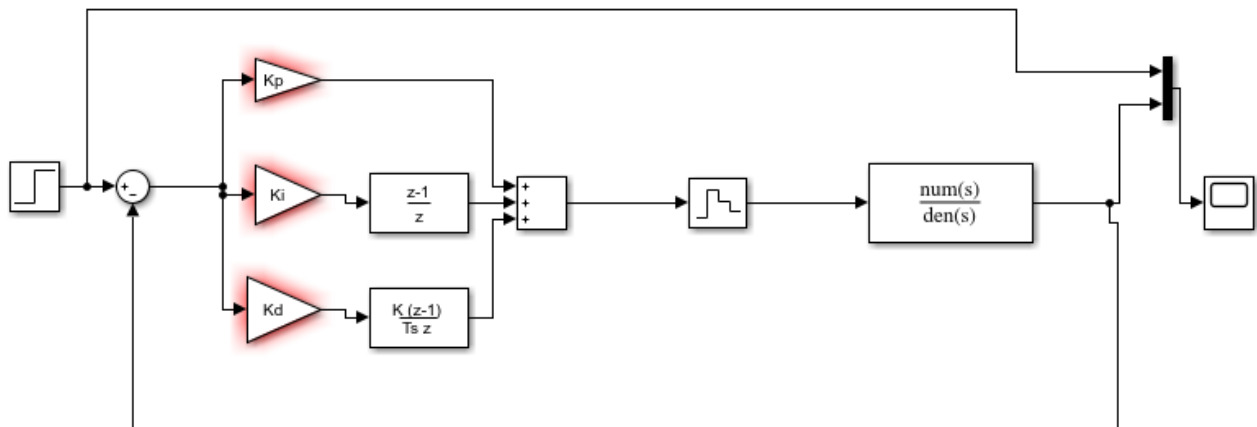 Kp
+
−
Ki
z-1
z
+
+
+
num(s)
den(s)
Kd
K (z-1)
Ts z